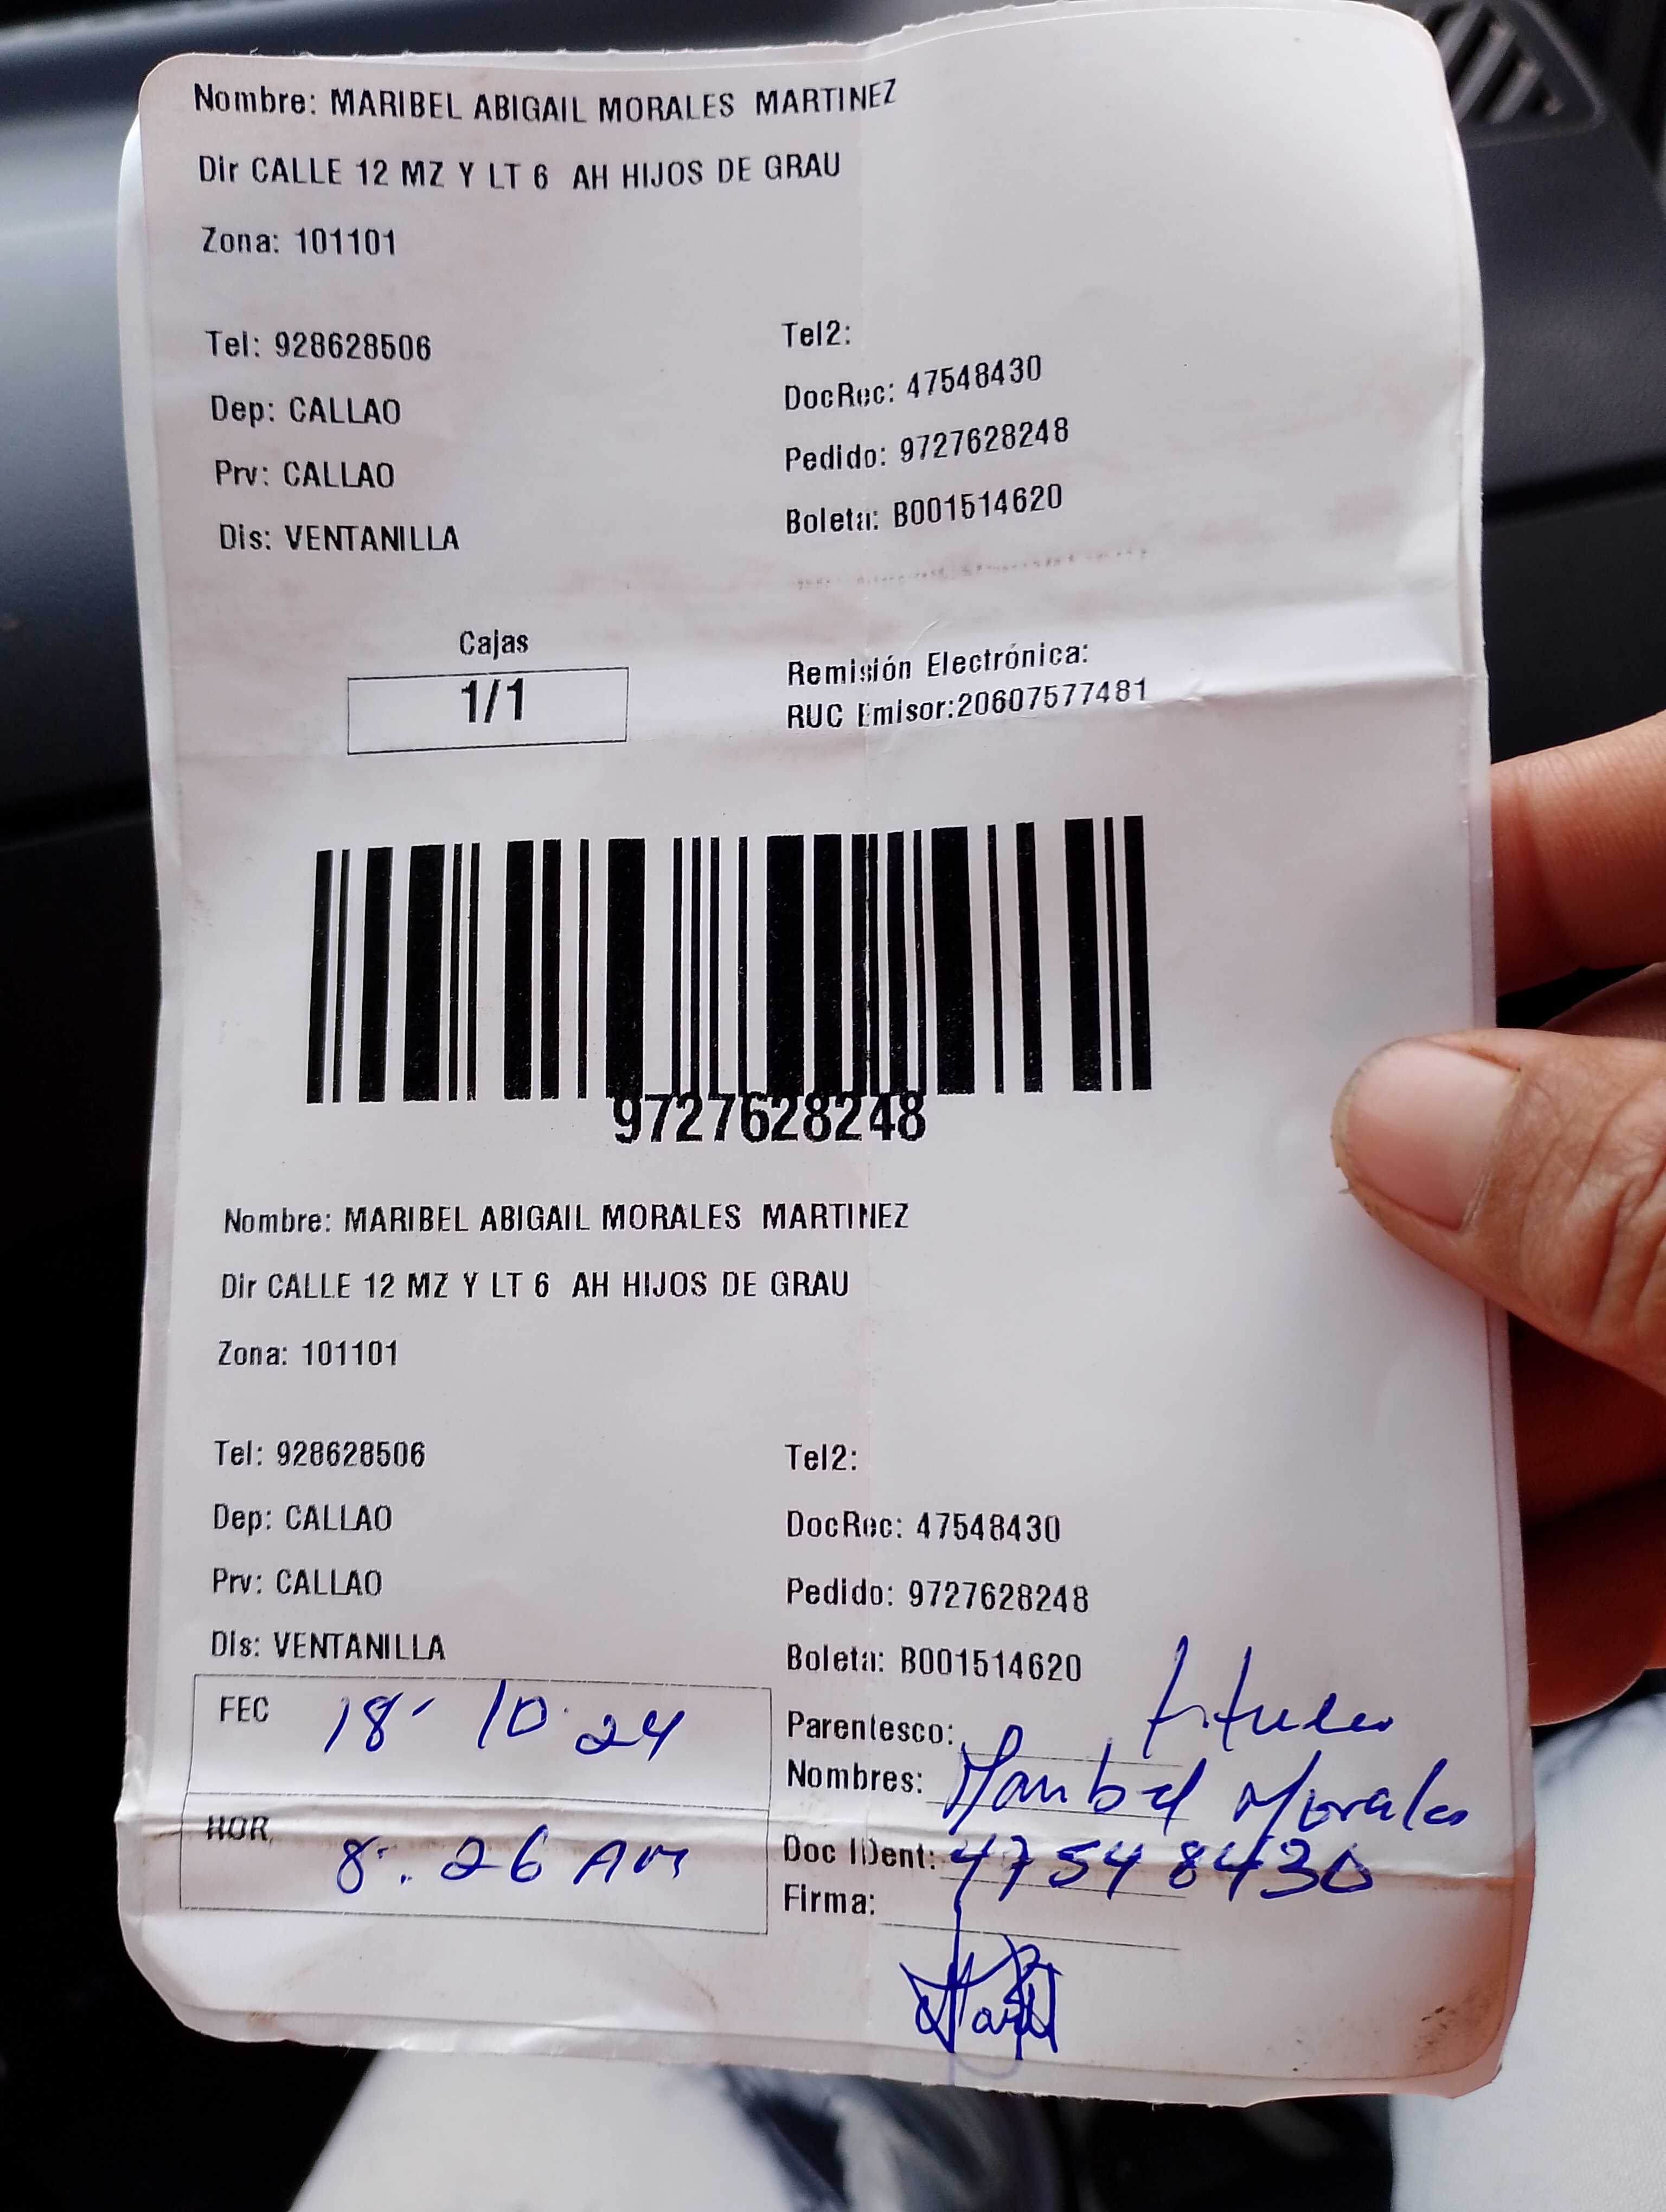 Nombre: MARIBEL ABIGAIL MORALES MARTINEZ
Dir CALLE 12 MZ Y LT 6 AH HIJOS DE GRAU
Zona: 101101
Tel: 928628506
Tel2:
Dep: CALLAO
DocRec: 47548430
Prv: CALLAO
Pedido: 9727628248
Dis: VENTANILLA
Boleta: B001514620
Cajas
1/1
Remisión Electrónica:
RUC Emisor:20607577481
9727628248
Nombre: MARIBEL ABIGAIL MORALES MARTINEZ
Dir CALLE 12 MZ Y LT 6 AH HIJOS DE GRAU
Zona: 101101
Tel: 928628506
Tel2:
Dep: CALLAO
DocRec: 47548430
Prv: CALLAO
Pedido: 9727628248
Dis: VENTANILLA
Boleta: B001514620
FEC 18- 10-24
HOR 8:26 AM
Parentesco: titular
Nombres: Maribel Morales
Doc IDent: 47548430
Firma: